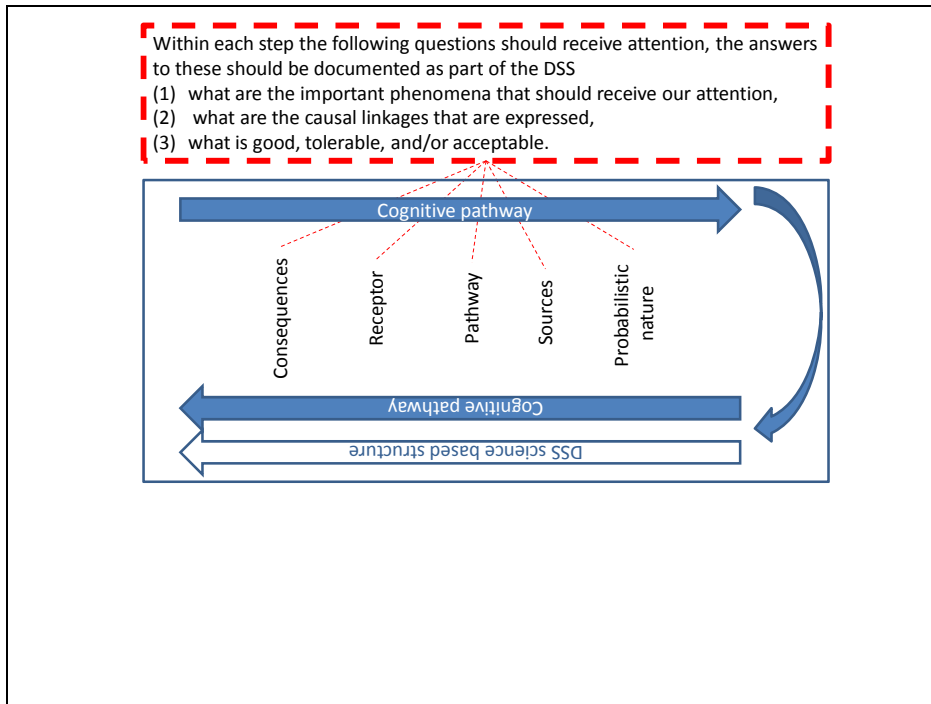 Within each step the following questions should receive attention, the answers
to these should be documented as part of the DSS
(1) what are the important phenomena that should receive our attention,
(2) what are the causal linkages that are expressed,
(3) what is good, tolerable, and/or acceptable.
Cognitive pathway
Consequences
Receptor
Pathway
Sources
Probabilistic
nature
Cognitive pathway
DSS science based structure